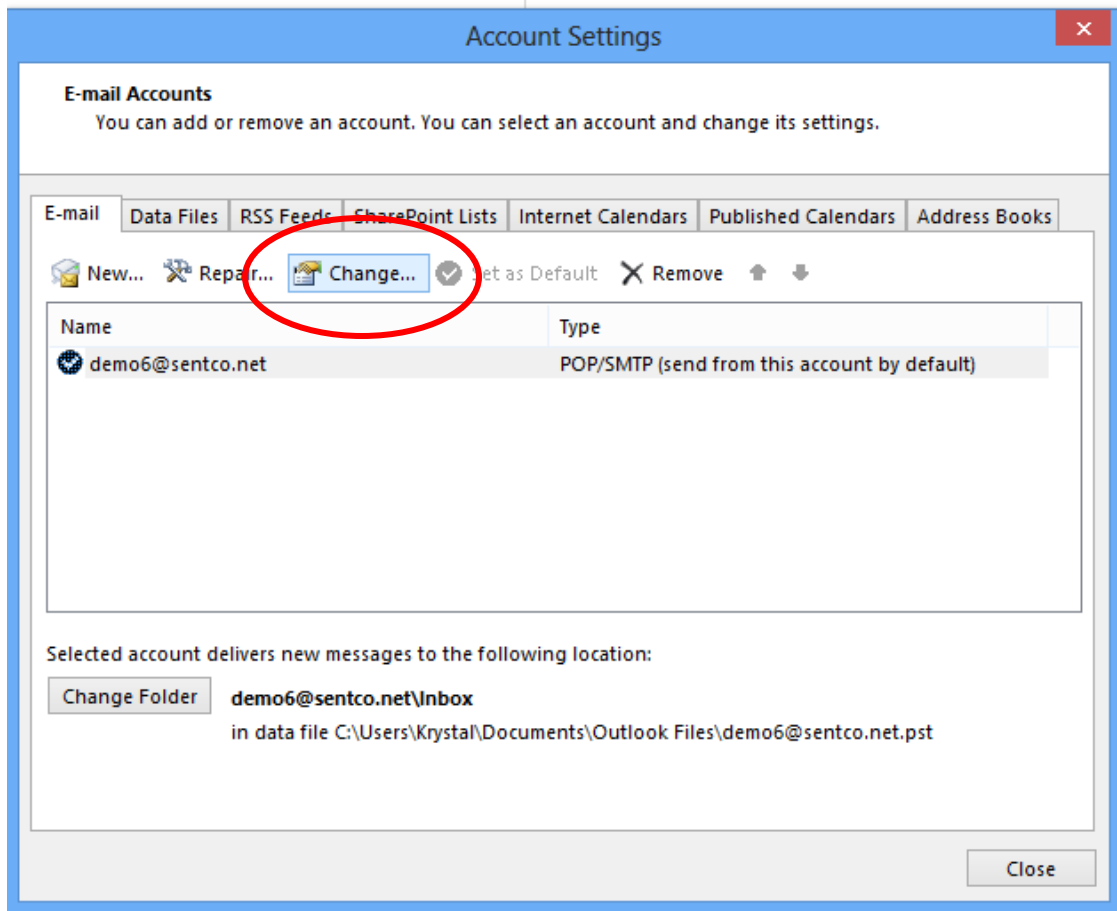 Account Settings
E-mail Accounts
You can add or remove an account. You can select an account and change its settings.
E-mail Data Files RSS Feeds SharePoint Lists Internet Calendars Published Calendars Address Books
New... Repair... Change... Set as Default Remove
Name Type
demo6@sentco.net POP/SMTP (send from this account by default)
Selected account delivers new messages to the following location:
Change Folder demo6@sentco.net\Inbox
in data file C:\Users\Krystal\Documents\Outlook Files\demo6@sentco.net.pst
Close